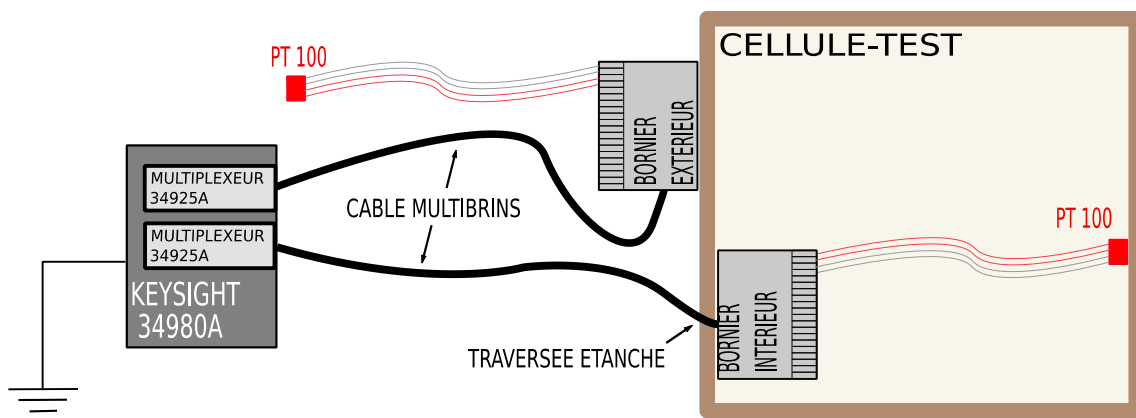 CELLULE-TEST
PT 100
BORNIER
EXTERIEUR
MULTIPLEXEUR
34925A
CABLE MULTIBRINS
MULTIPLEXEUR
34925A
PT 100
KEYSIGHT
34980A
BORNIER
INTERIEUR
TRAVERSEE ETANCHE